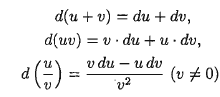 d(u + v) = du + dv,
d(uv) = v · du + u · dv,
d(u/v) = (v du − u dv)/v² (v ≠ 0)